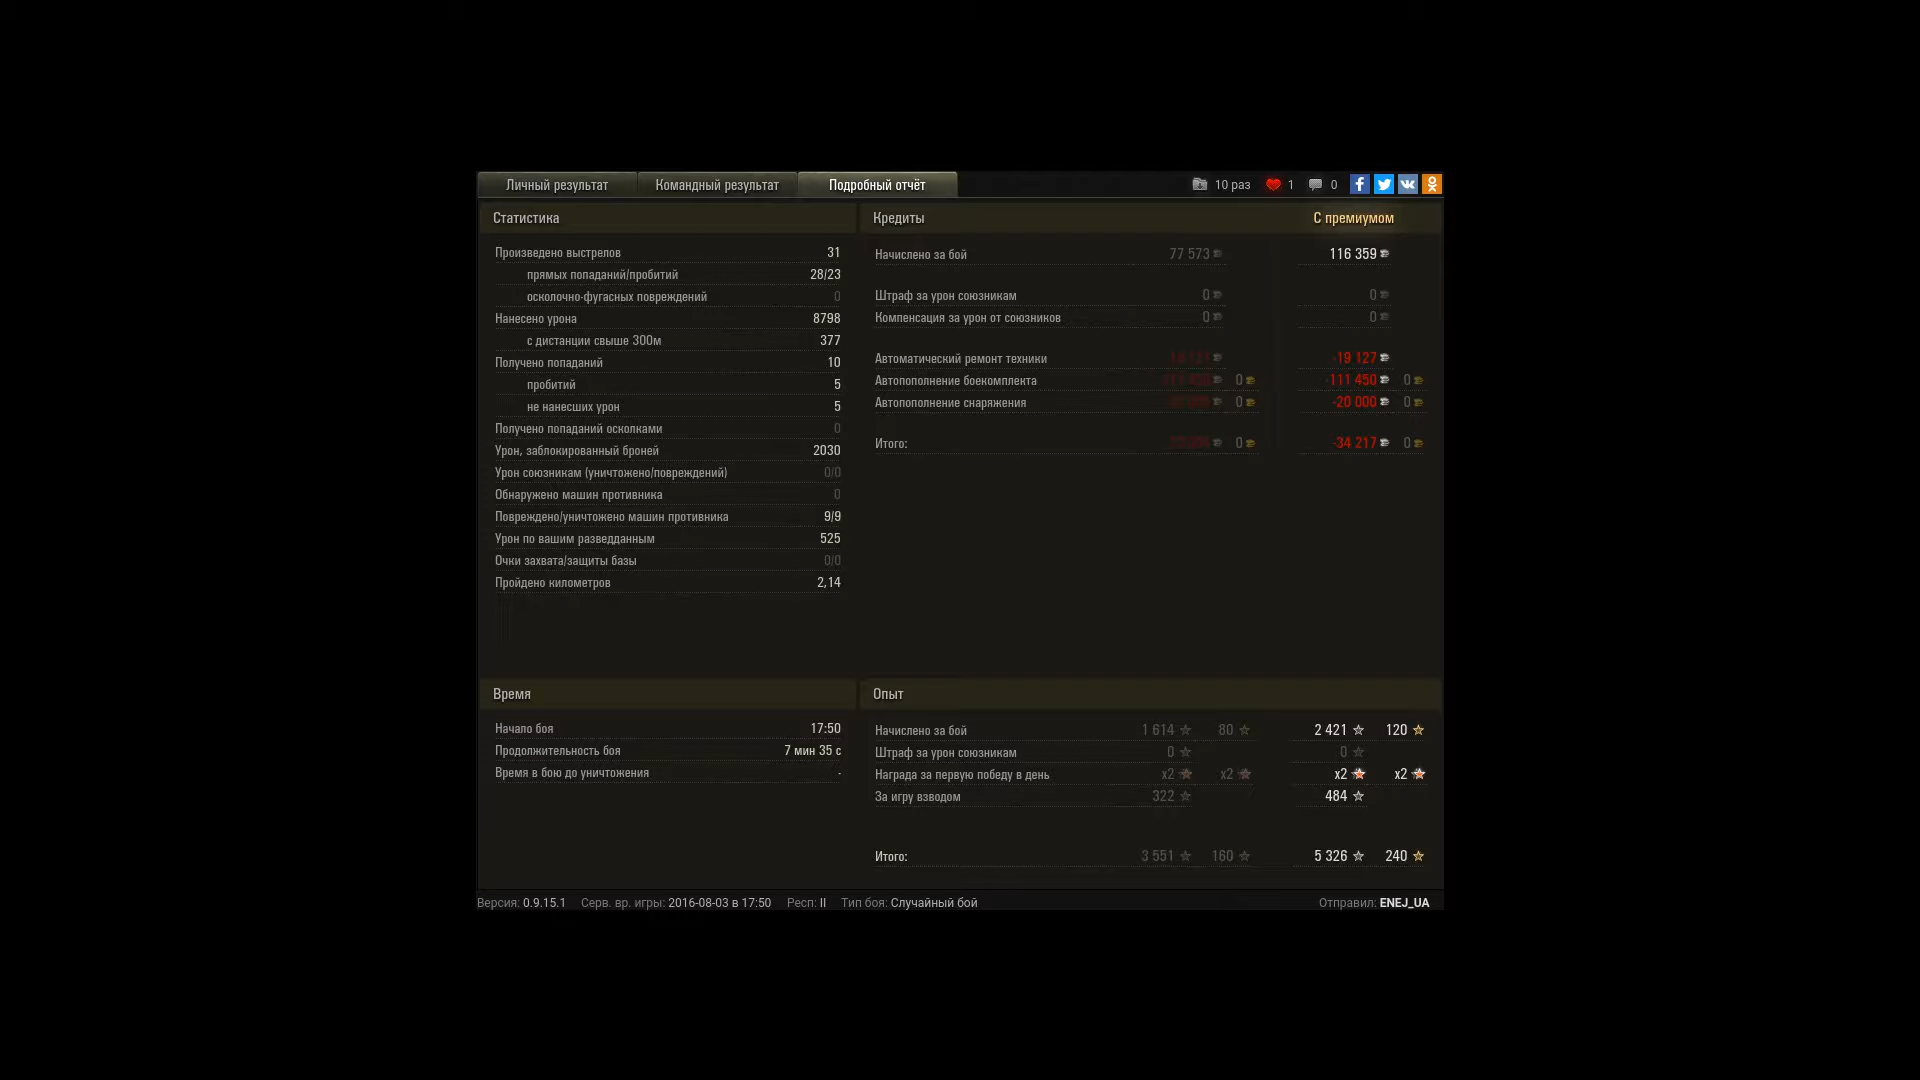 Личный результат Командный результат Подробный отчёт 10 раз 1 0
Статистика
Произведено выстрелов 31
прямых попаданий/пробитий 28/23
осколочно-фугасных повреждений 0
Нанесено урона 8798
с дистанции свыше 300м 377
Получено попаданий 10
пробитий 5
не нанесших урон 5
Получено попаданий осколками 0
Урон, заблокированный броней 2030
Урон союзникам (уничтожено/повреждений) 0/0
Обнаружено машин противника 0
Повреждено/уничтожено машин противника 9/9
Урон по вашим разведданным 525
Очки захвата/защиты базы 0/0
Пройдено километров 2,14
Кредиты С премиумом
Начислено за бой 77 573 116 359
Штраф за урон союзникам 0 0
Компенсация за урон от союзников 0 0
Автоматический ремонт техники -19 127
Автопополнение боекомплекта 0 -111 450 0
Автопополнение снаряжения 0 -20 000 0
Итого: 0 -34 217 0
Время
Начало боя 17:50
Продолжительность боя 7 мин 35 с
Время в бою до уничтожения -
Опыт
Начислено за бой 1 614 80 2 421 120
Штраф за урон союзникам 0 0
Награда за первую победу в день x2 x2 x2 x2
За игру взводом 322 484
Итого: 3 551 160 5 326 240
Версия: 0.9.15.1 Серв. вр. игры: 2016-08-03 в 17:50 Респ: II Тип боя: Случайный бой Отправил: ENEJ_UA